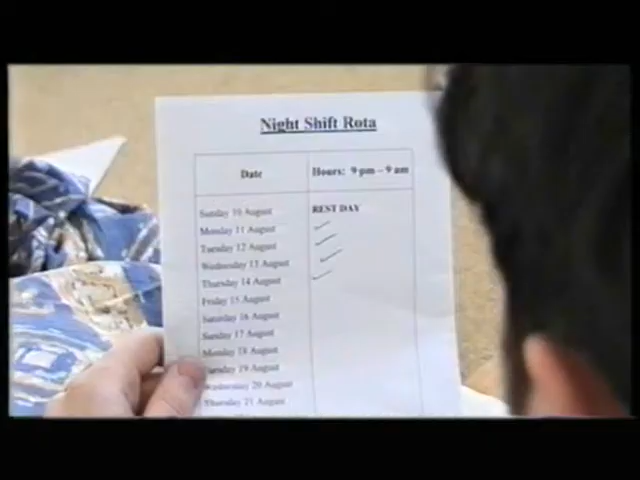 Night Shift Rota
Date
Hours: 9 pm – 9 am
Sunday 10 August
REST DAY
Monday 11 August
Tuesday 12 August
Wednesday 13 August
Thursday 14 August
Friday 15 August
Saturday 16 August
Sunday 17 August
Monday 18 August
Tuesday 19 August
Wednesday 20 August
Thursday 21 August